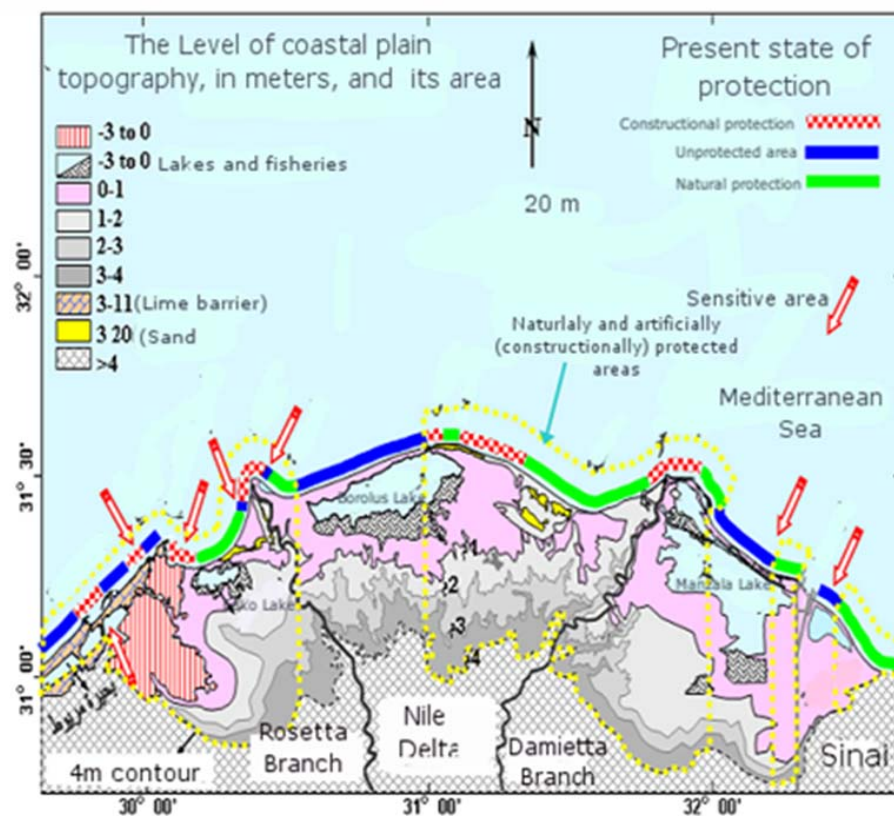 The Level of coastal plain
topography, in meters, and its area
-3 to 0
-3 to 0 Lakes and fisheries
0-1
1-2
2-3
3-4
3-11(Lime barrier)
3 20 (Sand
>4
N
20 m
Present state of
protection
Constructional protection
Unprotected area
Natural protection
Sensitive area
Naturlaly and artificially
(constructionally) protected
areas
Mediterranean
Sea
32° 00'
31° 30'
31° 00'
Borolus Lake
Manzala Lake
Lake
1
2
3
4
بحيرة مريوط
4m contour
Rosetta
Branch
Nile
Delta
Damietta
Branch
Sinai
30° 00'
31° 00'
32° 00'